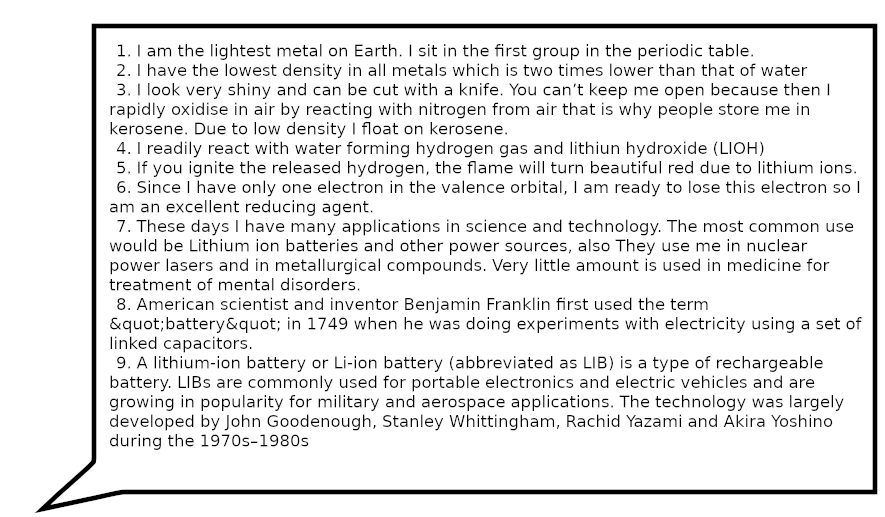 1. I am the lightest metal on Earth. I sit in the first group in the periodic table.
2. I have the lowest density in all metals which is two times lower than that of water
3. I look very shiny and can be cut with a knife. You can’t keep me open because then I
rapidly oxidise in air by reacting with nitrogen from air that is why people store me in
kerosene. Due to low density I float on kerosene.
4. I readily react with water forming hydrogen gas and lithiun hydroxide (LIOH)
5. If you ignite the released hydrogen, the flame will turn beautiful red due to lithium ions.
6. Since I have only one electron in the valence orbital, I am ready to lose this electron so I
am an excellent reducing agent.
7. These days I have many applications in science and technology. The most common use
would be Lithium ion batteries and other power sources, also They use me in nuclear
power lasers and in metallurgical compounds. Very little amount is used in medicine for
treatment of mental disorders.
8. American scientist and inventor Benjamin Franklin first used the term
&quot;battery&quot; in 1749 when he was doing experiments with electricity using a set of
linked capacitors.
9. A lithium-ion battery or Li-ion battery (abbreviated as LIB) is a type of rechargeable
battery. LIBs are commonly used for portable electronics and electric vehicles and are
growing in popularity for military and aerospace applications. The technology was largely
developed by John Goodenough, Stanley Whittingham, Rachid Yazami and Akira Yoshino
during the 1970s–1980s